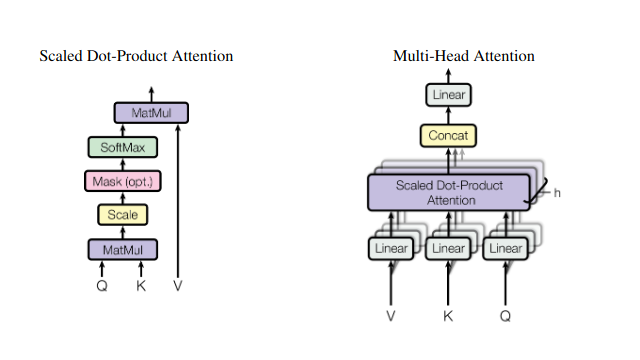 Scaled Dot-Product Attention
MatMul
SoftMax
Mask (opt.)
Scale
MatMul
Q K V
Multi-Head Attention
Linear
Concat
Scaled Dot-Product
Attention
h
Linear Linear Linear
V K Q